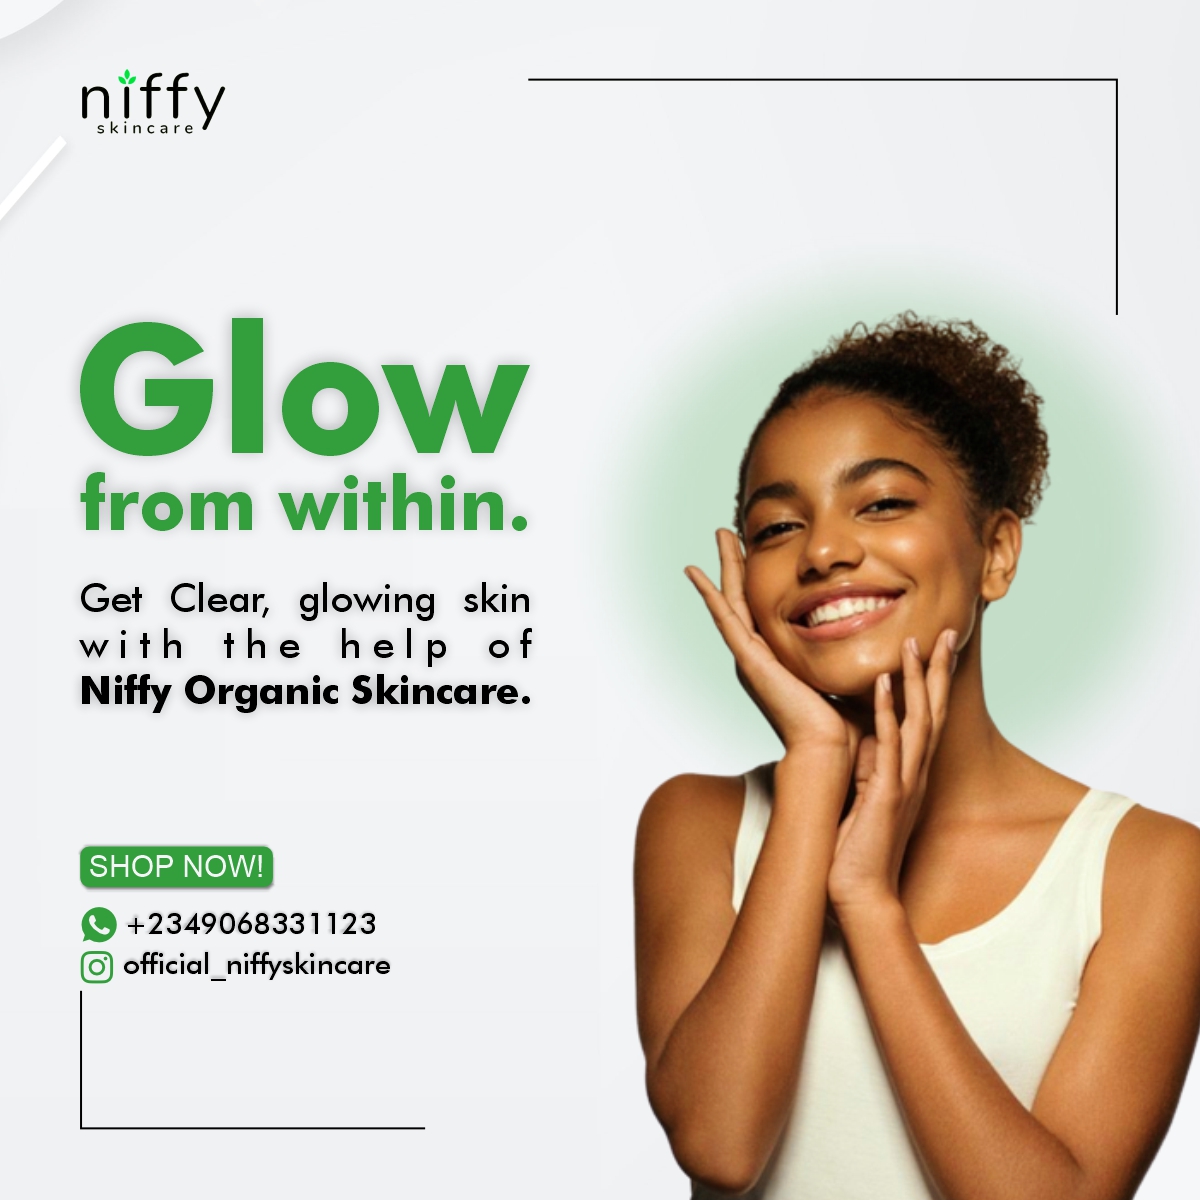 niffy
skincare
Glow
from within.
Get Clear, glowing skin
with the help of
Niffy Organic Skincare.
SHOP NOW!
+2349068331123
official_niffyskincare